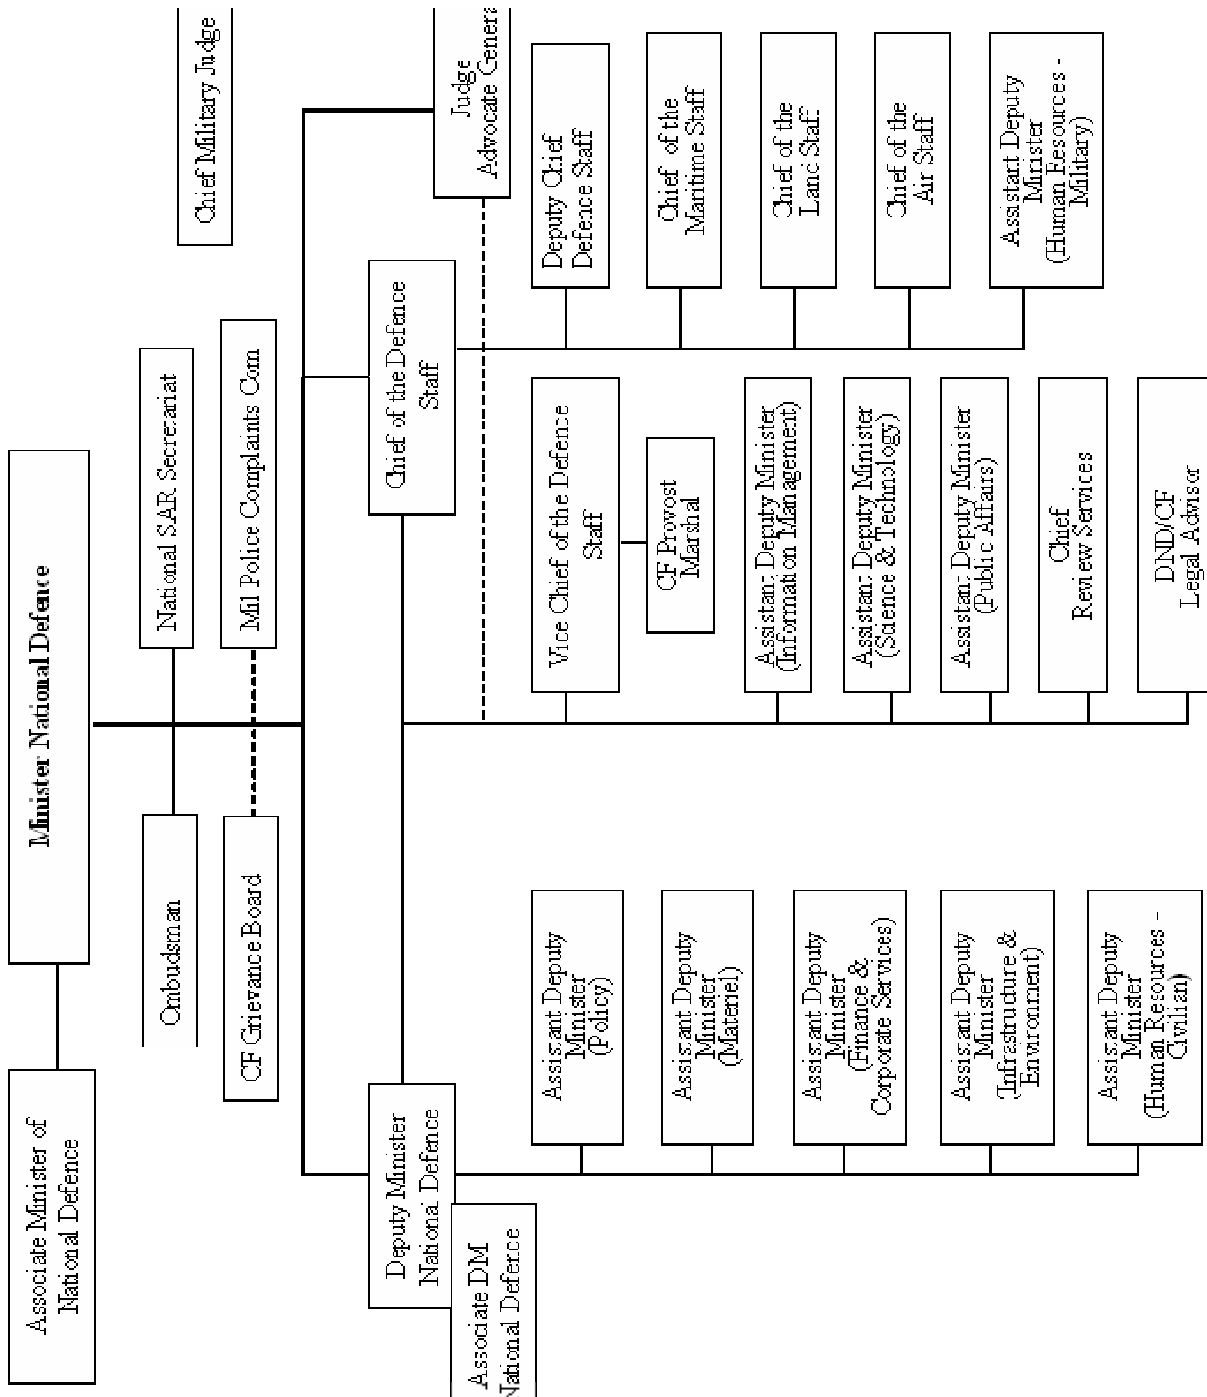 Minister National Defence
Associate Minister of
National Defence
Ombudsman
National SAR Secretariat
CF Grievance Board
Mil Police Complaints Com
Chief Military Judge
Deputy Minister
National Defence
Associate DM
National Defence
Chief of the Defence
Staff
Judge
Advocate General
Assistant Deputy
Minister
(Policy)
Assistant Deputy
Minister
(Materiel)
Assistant Deputy
Minister
(Finance &
Corporate Services)
Assistant Deputy
Minister
(Infrastructure &
Environment)
Assistant Deputy
Minister
(Human Resources -
Civilian)
Vice Chief of the Defence
Staff
CF Provost
Marshal
Assistant Deputy Minister
(Information Management)
Assistant Deputy Minister
(Science & Technology)
Assistant Deputy Minister
(Public Affairs)
Chief
Review Services
DND/CF
Legal Advisor
Deputy Chief
Defence Staff
Chief of the
Maritime Staff
Chief of the
Land Staff
Chief of the
Air Staff
Assistant Deputy
Minister
(Human Resources -
Military)